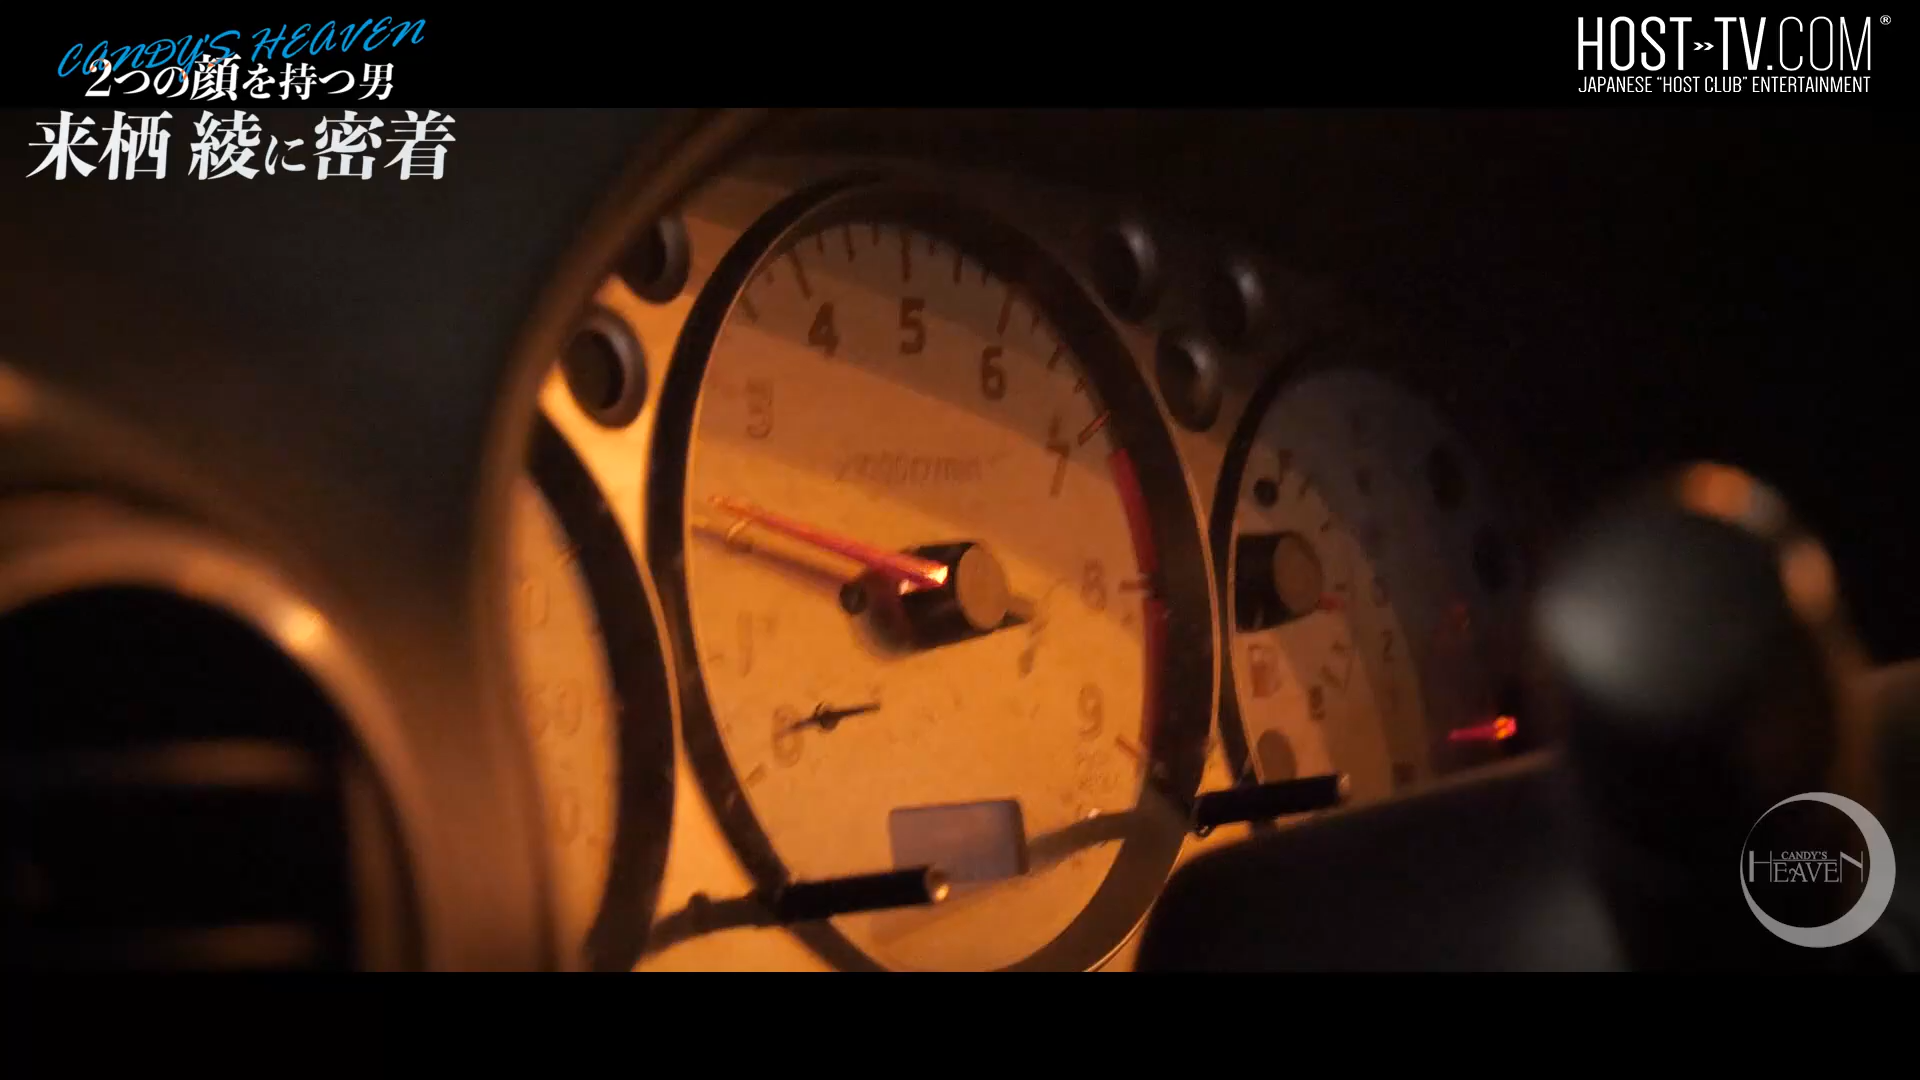 CANDY'S HEAVEN
2つの顔を持つ男
来栖 綾に密着
HOST»TV.COM®
JAPANESE "HOST CLUB" ENTERTAINMENT
3
4
5
6
7
8
9
CANDY'S
HEAVEN